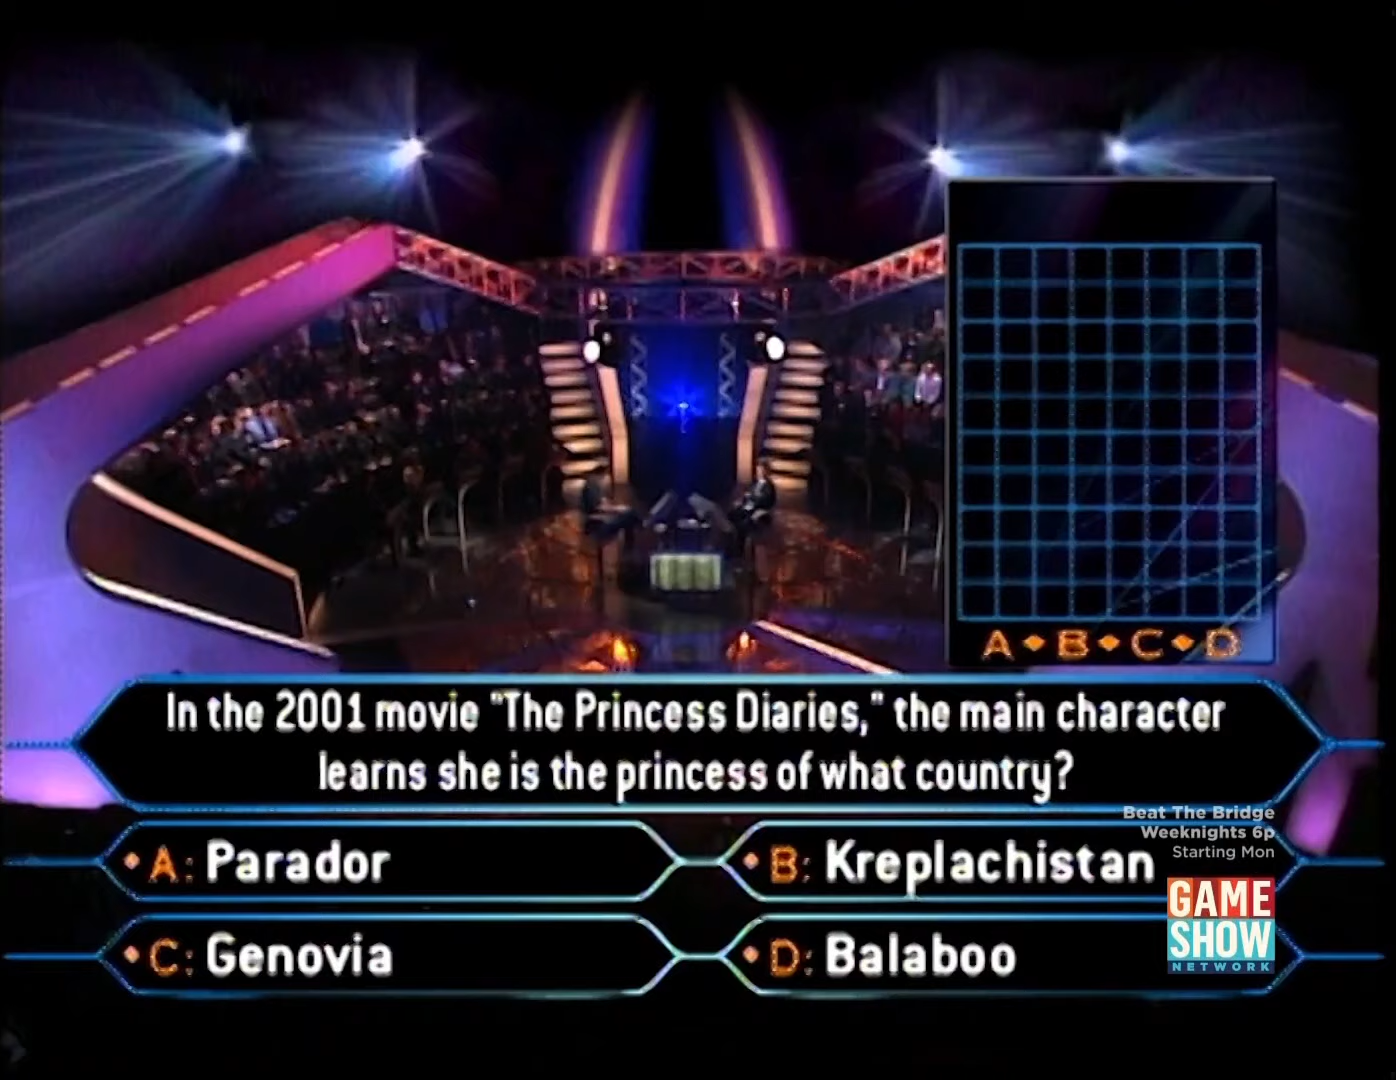 A B C D
In the 2001 movie "The Princess Diaries," the main character
learns she is the princess of what country?
A: Parador
B: Kreplachistan
C: Genovia
D: Balaboo
Beat The Bridge
Weeknights 6p
Starting Mon
GAME
SHOW
NETWORK